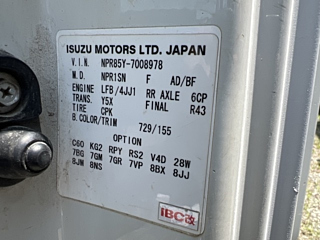 ISUZU MOTORS LTD. JAPAN
V.I.N. NPR85Y-7008978
M.D. NPR1SN F AD/BF
ENGINE LFB/4JJ1 RR AXLE 6CP
TRANS. Y5X FINAL R43
TIRE CPK
B.COLOR/TRIM 729/155
OPTION
C60 KG2 RPY RS2 V4D 28W
7BG 7GM 7GR 7VP 8BX 8JJ
8JW 8NS
IBC